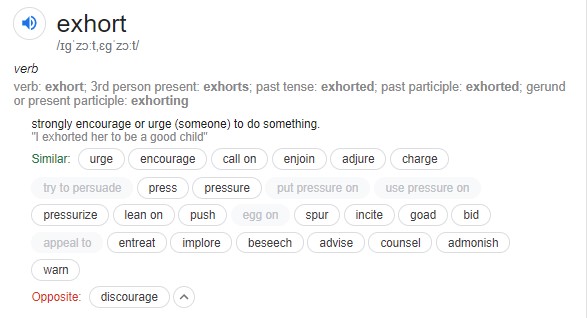 exhort
/ɪɡˈzɔːt,ɛɡˈzɔːt/
verb
verb: exhort; 3rd person present: exhorts; past tense: exhorted; past participle: exhorted; gerund
or present participle: exhorting
strongly encourage or urge (someone) to do something.
"I exhorted her to be a good child"
Similar: urge encourage call on enjoin adjure charge
try to persuade press pressure put pressure on use pressure on
pressurize lean on push egg on spur incite goad bid
appeal to entreat implore beseech advise counsel admonish
warn
Opposite: discourage